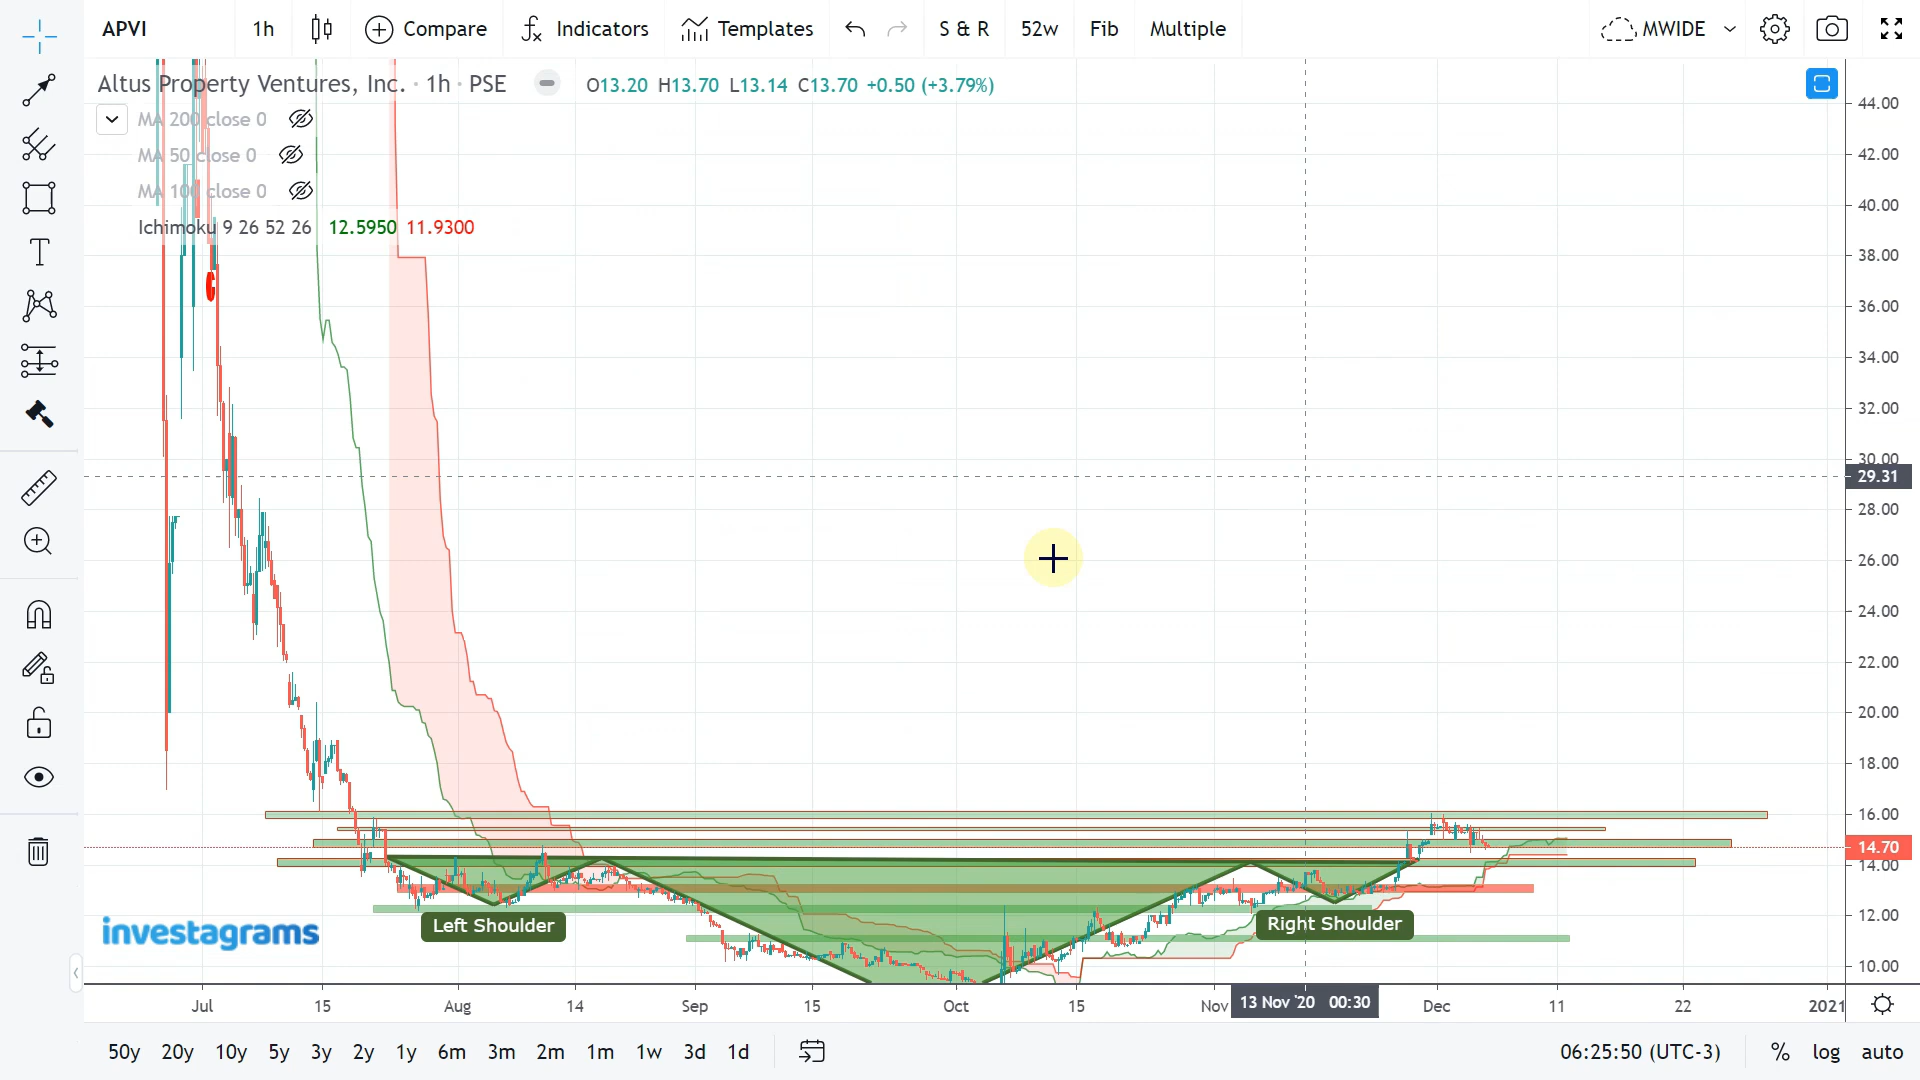 APVI 1h Compare Indicators Templates S & R 52w Fib Multiple MWIDE
Altus Property Ventures, Inc. · 1h · PSE O13.20 H13.70 L13.14 C13.70 +0.50 (+3.79%)
MA 200 close 0
MA 50 close 0
MA 100 close 0
Ichimoku 9 26 52 26 12.5950 11.9300
44.00
42.00
40.00
38.00
36.00
34.00
32.00
30.00
29.31
28.00
26.00
24.00
22.00
20.00
18.00
16.00
14.70
14.00
12.00
10.00
Left Shoulder
Right Shoulder
investagrams
Jul 15 Aug 14 Sep 15 Oct 15 Nov 13 Nov '20 00:30 Dec 11 22 2021
50y 20y 10y 5y 3y 2y 1y 6m 3m 2m 1m 1w 3d 1d 06:25:50 (UTC-3) % log auto